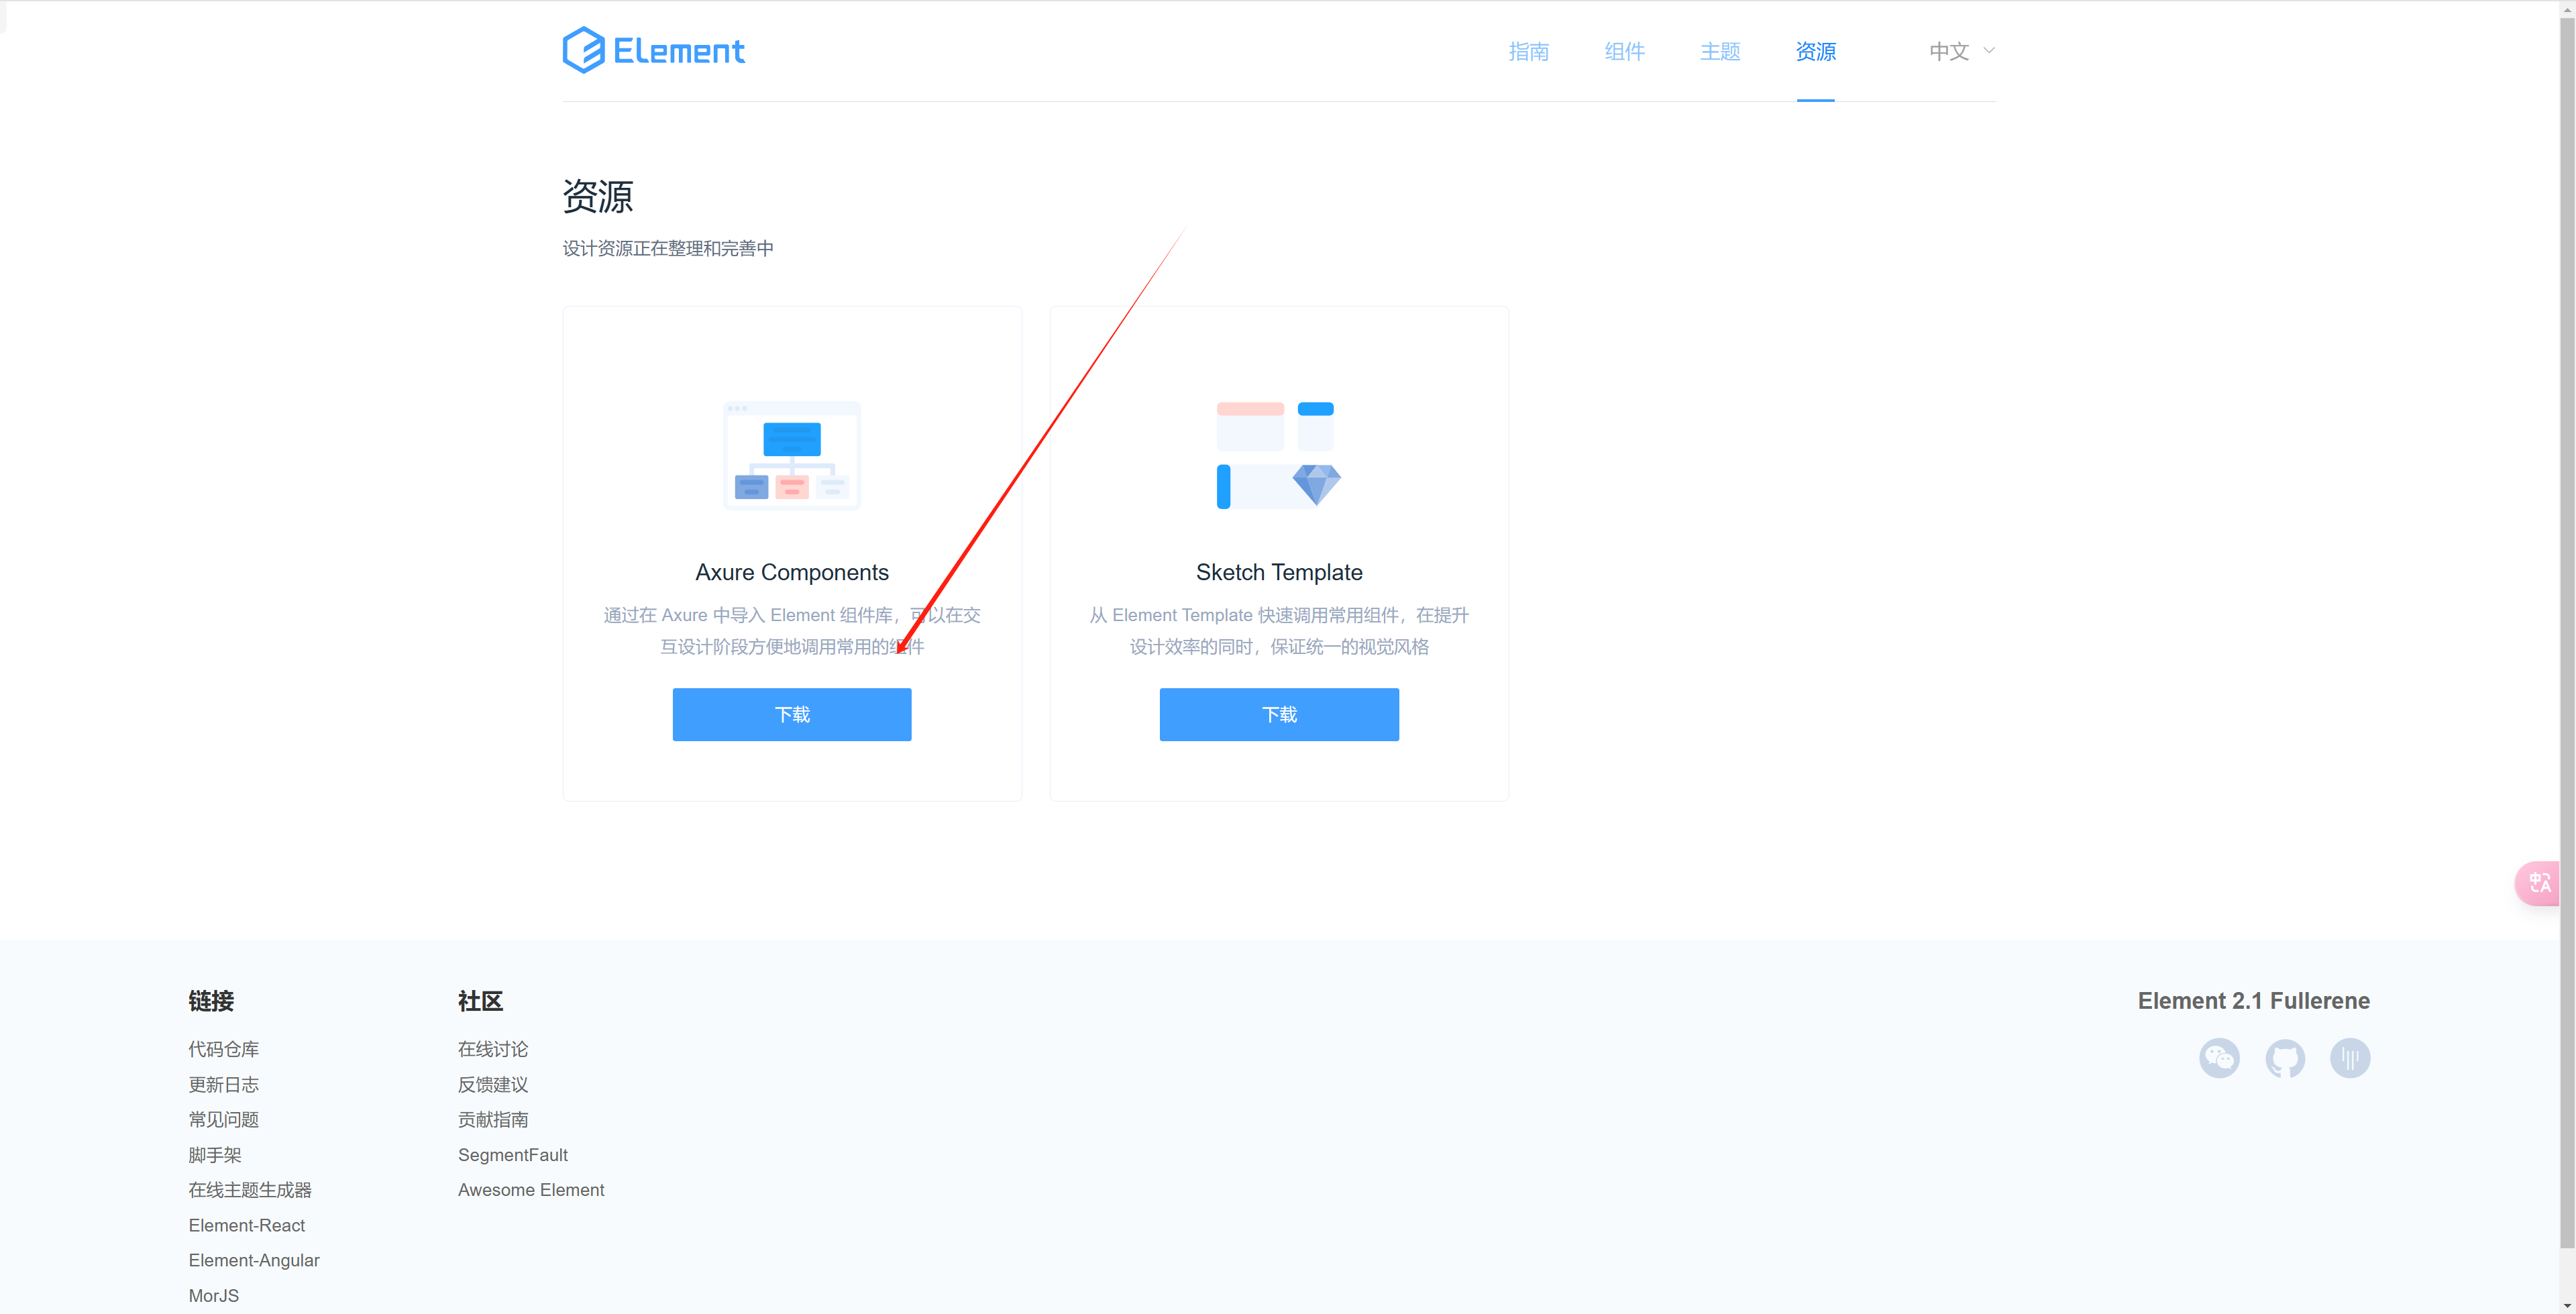 Element
指南 组件 主题 资源 中文
资源
设计资源正在整理和完善中
Axure Components
通过在 Axure 中导入 Element 组件库，可以在交
互设计阶段方便地调用常用的组件
下载
Sketch Template
从 Element Template 快速调用常用组件，在提升
设计效率的同时，保证统一的视觉风格
下载
中A
链接
代码仓库
更新日志
常见问题
脚手架
在线主题生成器
Element-React
Element-Angular
MorJS
社区
在线讨论
反馈建议
贡献指南
SegmentFault
Awesome Element
Element 2.1 Fullerene